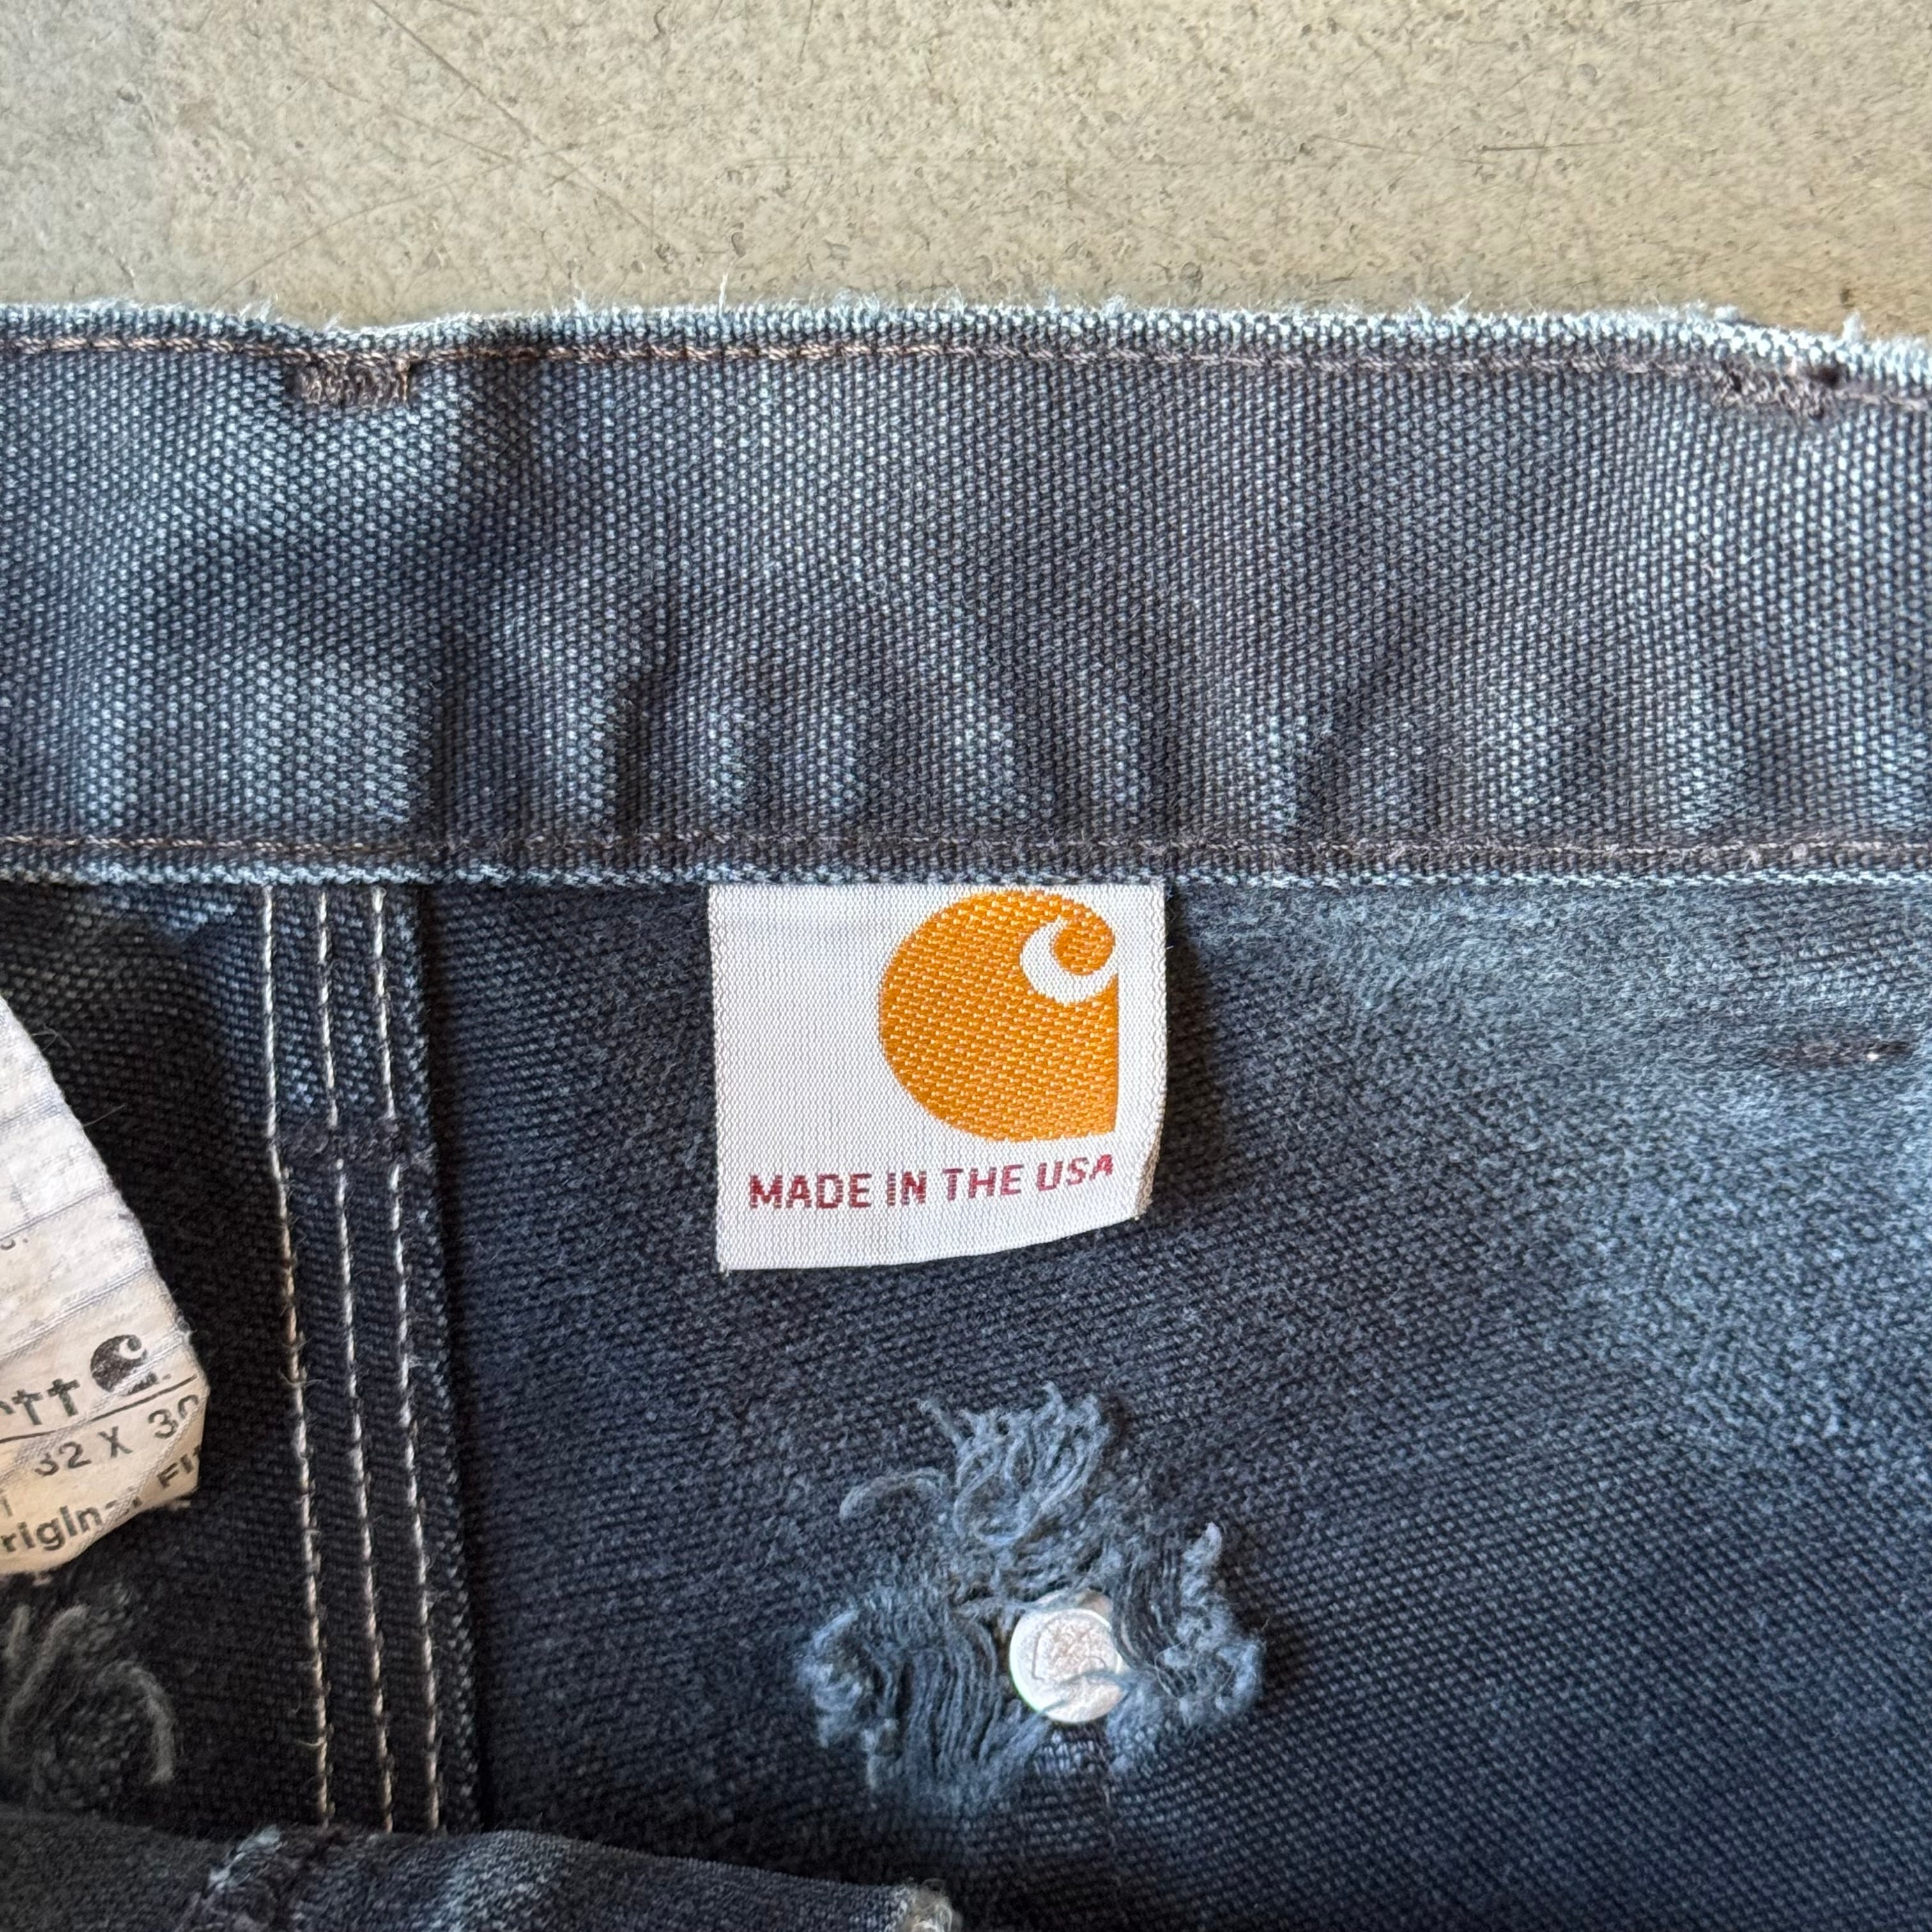 MADE IN THE USA
32 X 30